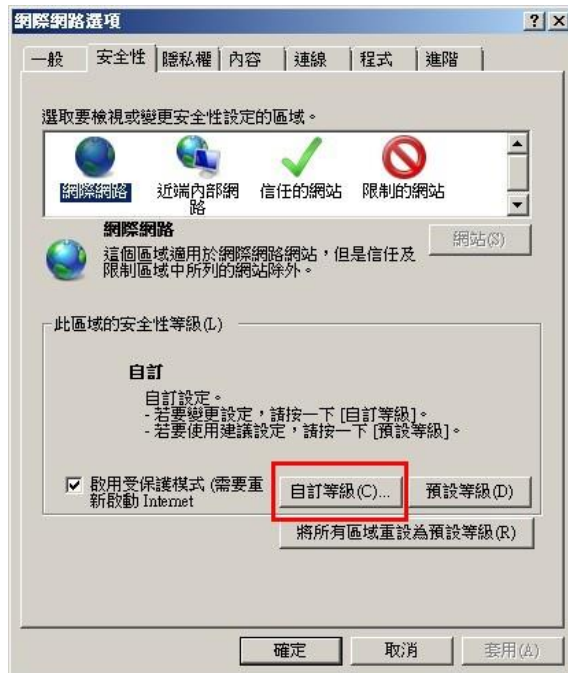 網際網路選項
一般 安全性 隱私權 內容 連線 程式 進階
選取要檢視或變更安全性設定的區域。
網際網路 近端內部網路 信任的網站 限制的網站
網際網路
網站(S)
這個區域適用於網際網路網站，但是信任及
限制區域中所列的網站除外。
此區域的安全性等級(L)
自訂
自訂設定。
- 若要變更設定，請按一下 [自訂等級]。
- 若要使用建議設定，請按一下 [預設等級]。
啟用受保護模式 (需要重
新啟動 Internet
自訂等級(C)... 預設等級(D)
將所有區域重設為預設等級(R)
確定 取消 套用(A)